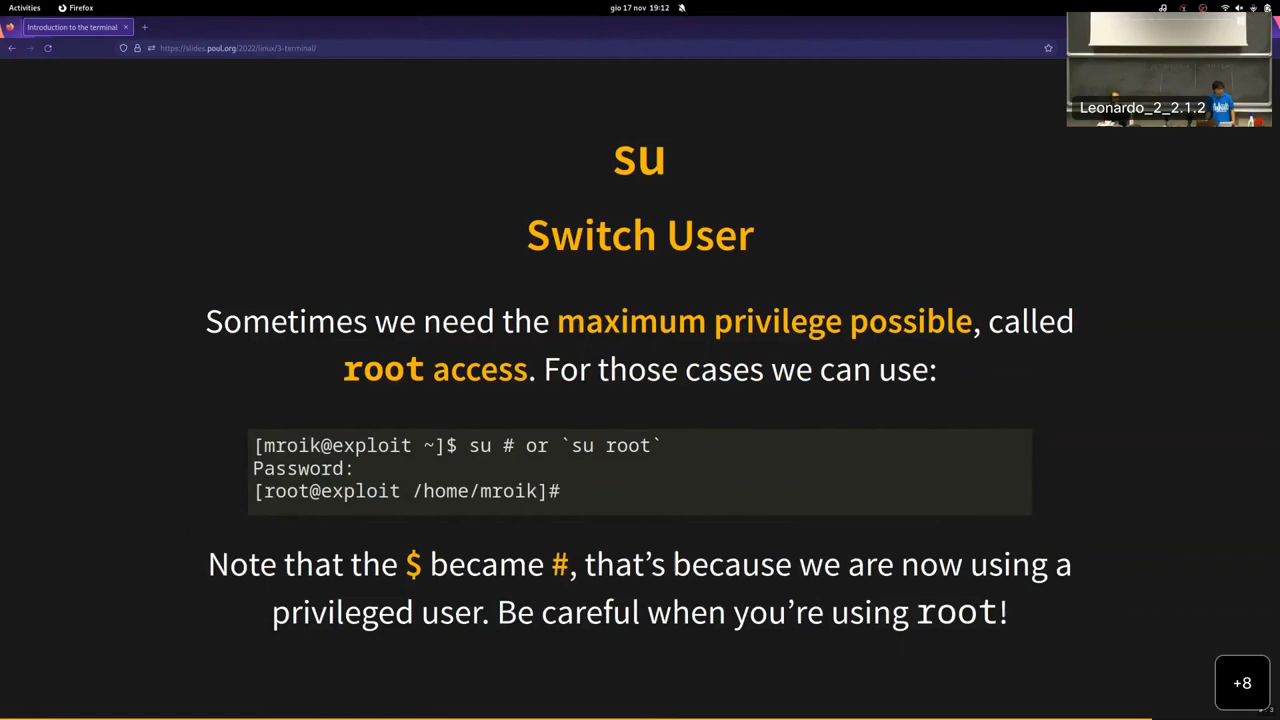 Activities
Firefox
gio 17 nov 19:12
Introduction to the terminal
https://slides.poul.org/2022/linux/3-terminal/
Leonardo_2_2.1.2
su
Switch User
Sometimes we need the maximum privilege possible, called
root access. For those cases we can use:
[mroik@exploit ~]$ su # or `su root`
Password:
[root@exploit /home/mroik]#
Note that the $ became #, that's because we are now using a
privileged user. Be careful when you're using root!
+8